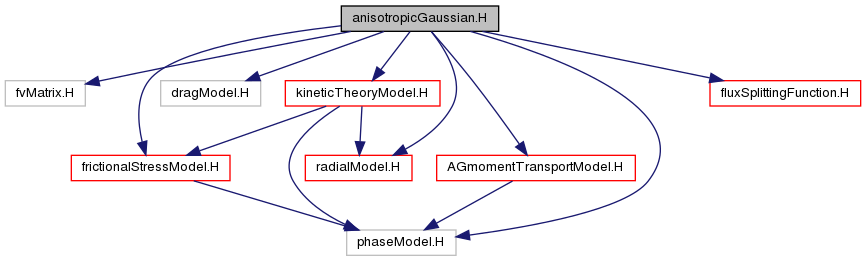 anisotropicGaussian.H
fvMatrix.H
dragModel.H
kineticTheoryModel.H
fluxSplittingFunction.H
frictionalStressModel.H
radialModel.H
AGmomentTransportModel.H
phaseModel.H